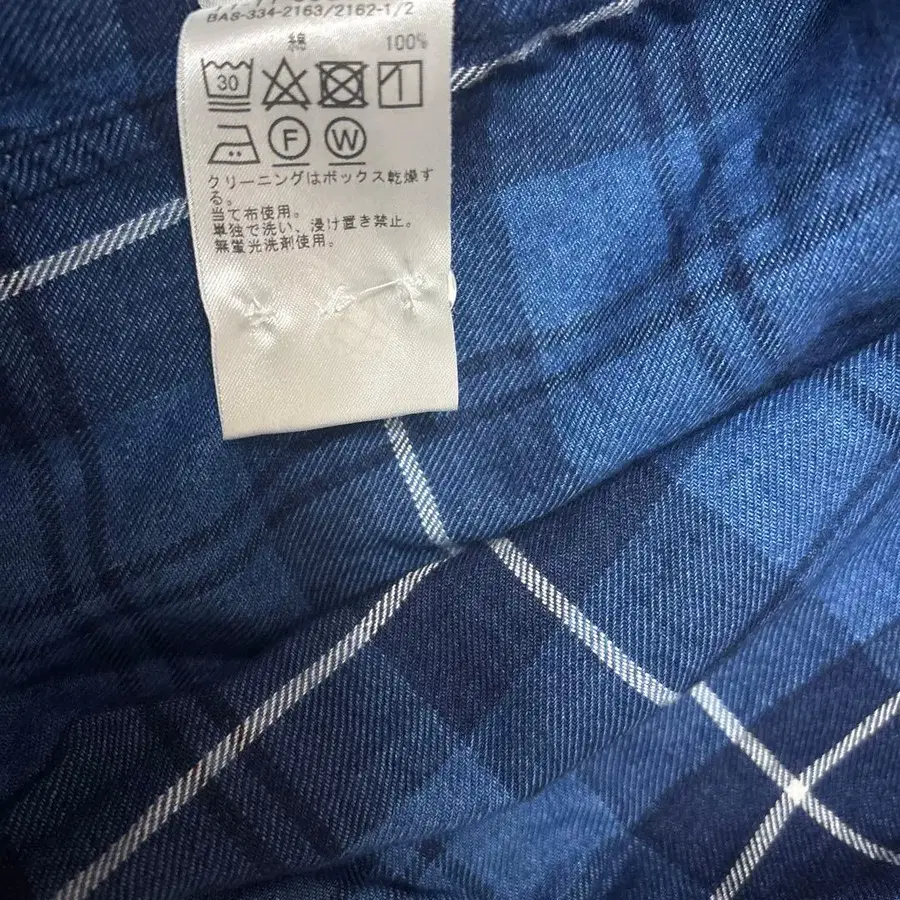 BAS-334-2163/2162-1/2
綿 100%
30
F W
クリーニングはボックス乾燥す
る。
当て布使用。
単独で洗い、浸け置き禁止。
無蛍光洗剤使用。